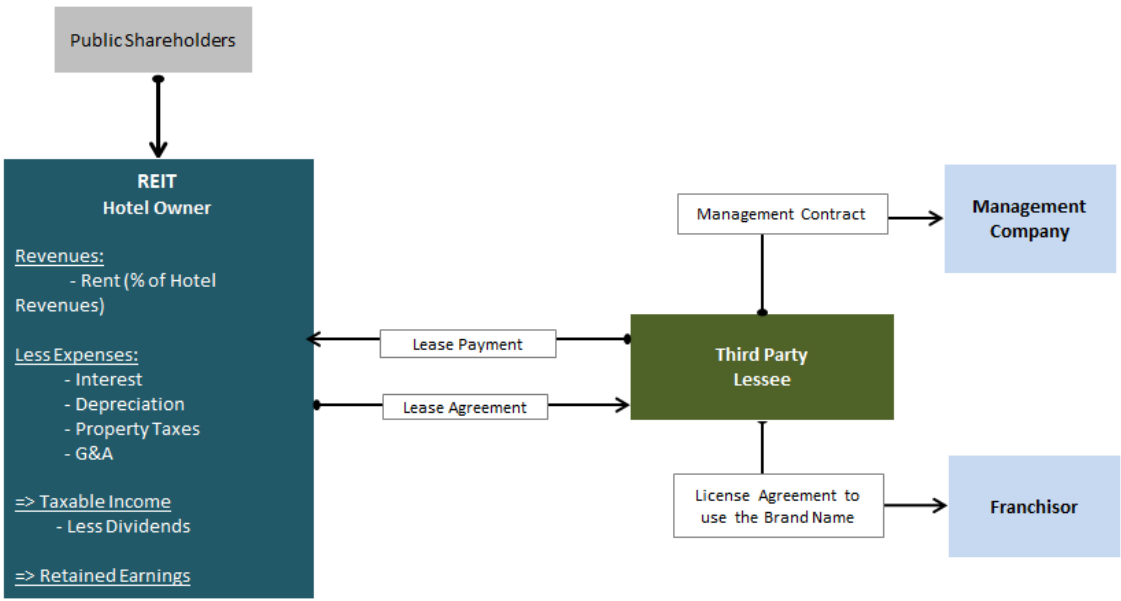 Public Shareholders
REIT
Hotel Owner
Revenues:
- Rent (% of Hotel
Revenues)
Less Expenses:
- Interest
- Depreciation
- Property Taxes
- G&A
=> Taxable Income
- Less Dividends
=> Retained Earnings
Lease Payment
Lease Agreement
Third Party
Lessee
Management Contract
Management
Company
License Agreement to
use the Brand Name
Franchisor